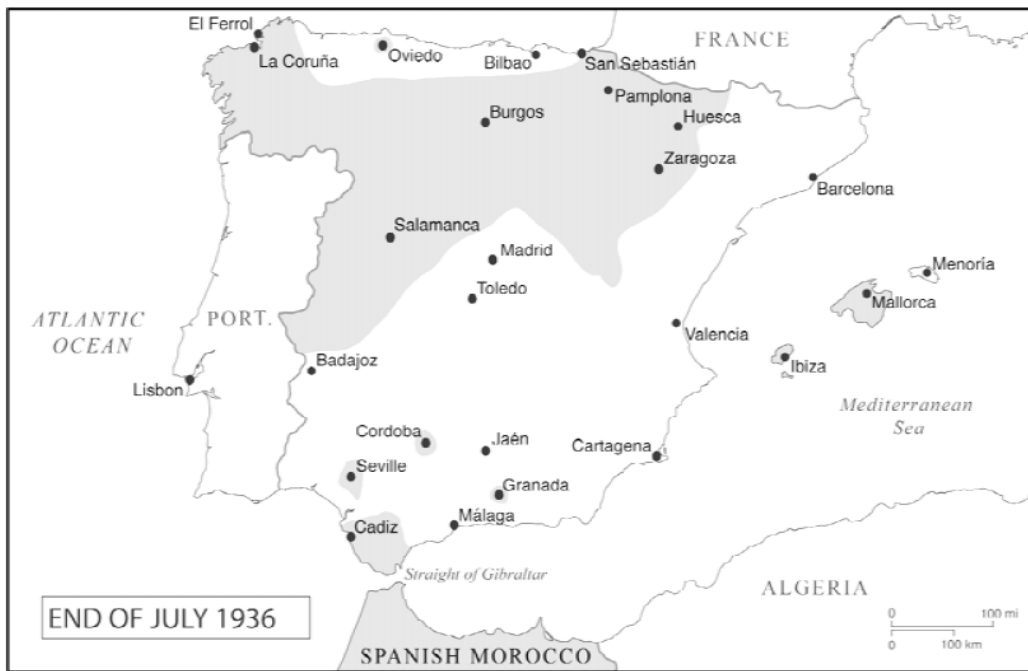 El Ferrol
La Coruña
Oviedo
Bilbao
San Sebastián
FRANCE
Pamplona
Burgos
Huesca
Zaragoza
Barcelona
Salamanca
Madrid
Toledo
Menoría
Mallorca
ATLANTIC
OCEAN
PORT.
Valencia
Badajoz
Ibiza
Lisbon
Mediterranean
Sea
Cordoba
Jaén
Cartagena
Seville
Granada
Cadiz
Málaga
Straight of Gibraltar
ALGERIA
END OF JULY 1936
0 100 mi
0 100 km
SPANISH MOROCCO